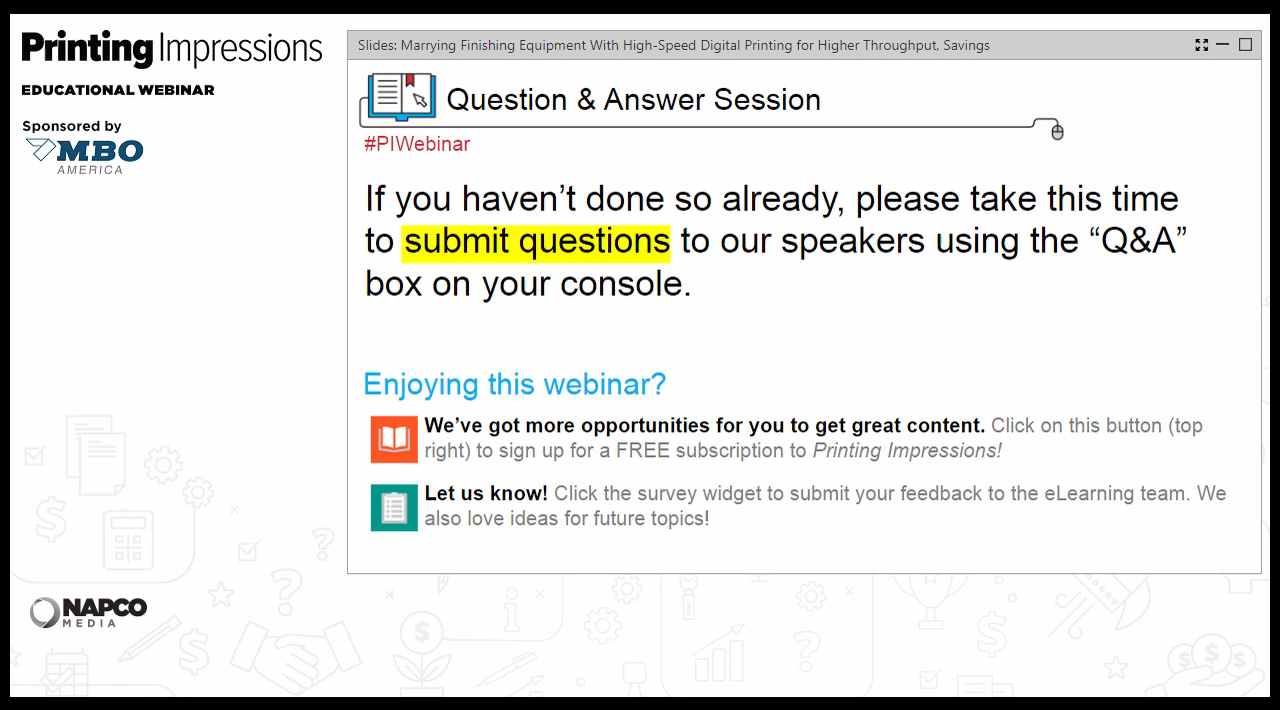 Printing Impressions
EDUCATIONAL WEBINAR
Sponsored by
MBO
AMERICA
Slides: Marrying Finishing Equipment With High-Speed Digital Printing for Higher Throughput, Savings
Question & Answer Session
#PIWebinar
If you haven’t done so already, please take this time
to submit questions to our speakers using the “Q&A”
box on your console.
Enjoying this webinar?
We’ve got more opportunities for you to get great content. Click on this button (top
right) to sign up for a FREE subscription to Printing Impressions!
Let us know! Click the survey widget to submit your feedback to the eLearning team. We
also love ideas for future topics!
NAPCO
MEDIA